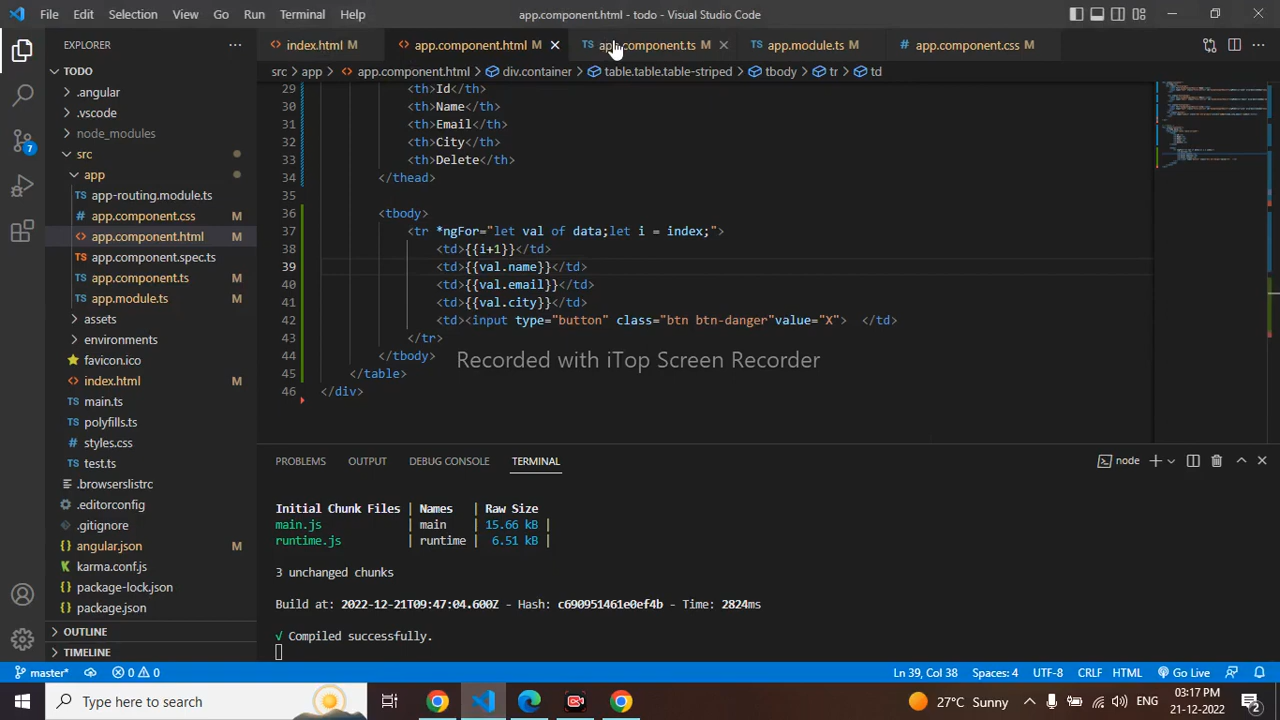 File Edit Selection View Go Run Terminal Help app.component.html - todo - Visual Studio Code
EXPLORER
index.html M
app.component.html M
app.component.ts M
app.module.ts M
app.component.css M
src > app > app.component.html > div.container > table.table.table-striped > tbody > tr > td
TODO
.angular
.vscode
node_modules
src
app
app-routing.module.ts
app.component.css M
app.component.html M
app.component.spec.ts
app.component.ts M
app.module.ts M
assets
environments
favicon.ico
index.html M
main.ts
polyfills.ts
styles.css
test.ts
.browserslistrc
.editorconfig
.gitignore
angular.json M
karma.conf.js
package-lock.json
package.json
OUTLINE
TIMELINE
7
29 <th>Id</th>
30 <th>Name</th>
31 <th>Email</th>
32 <th>City</th>
33 <th>Delete</th>
34 </thead>
35
36 <tbody>
37 <tr *ngFor="let val of data;let i = index;">
38 <td>{{i+1}}</td>
39 <td>{{val.name}}</td>
40 <td>{{val.email}}</td>
41 <td>{{val.city}}</td>
42 <td><input type="button" class="btn btn-danger"value="X">  </td>
43 </tr>
44 </tbody>
45 </table>
46 </div>
Recorded with iTop Screen Recorder
PROBLEMS OUTPUT DEBUG CONSOLE TERMINAL node
Initial Chunk Files | Names | Raw Size
main.js | main | 15.66 kB |
runtime.js | runtime | 6.51 kB |
3 unchanged chunks
Build at: 2022-12-21T09:47:04.600Z - Hash: c690951461e0ef4b - Time: 2824ms
√ Compiled successfully.
master* 0 0 Ln 39, Col 38 Spaces: 4 UTF-8 CRLF HTML Go Live
Type here to search
27°C Sunny
ENG
03:17 PM
21-12-2022
2